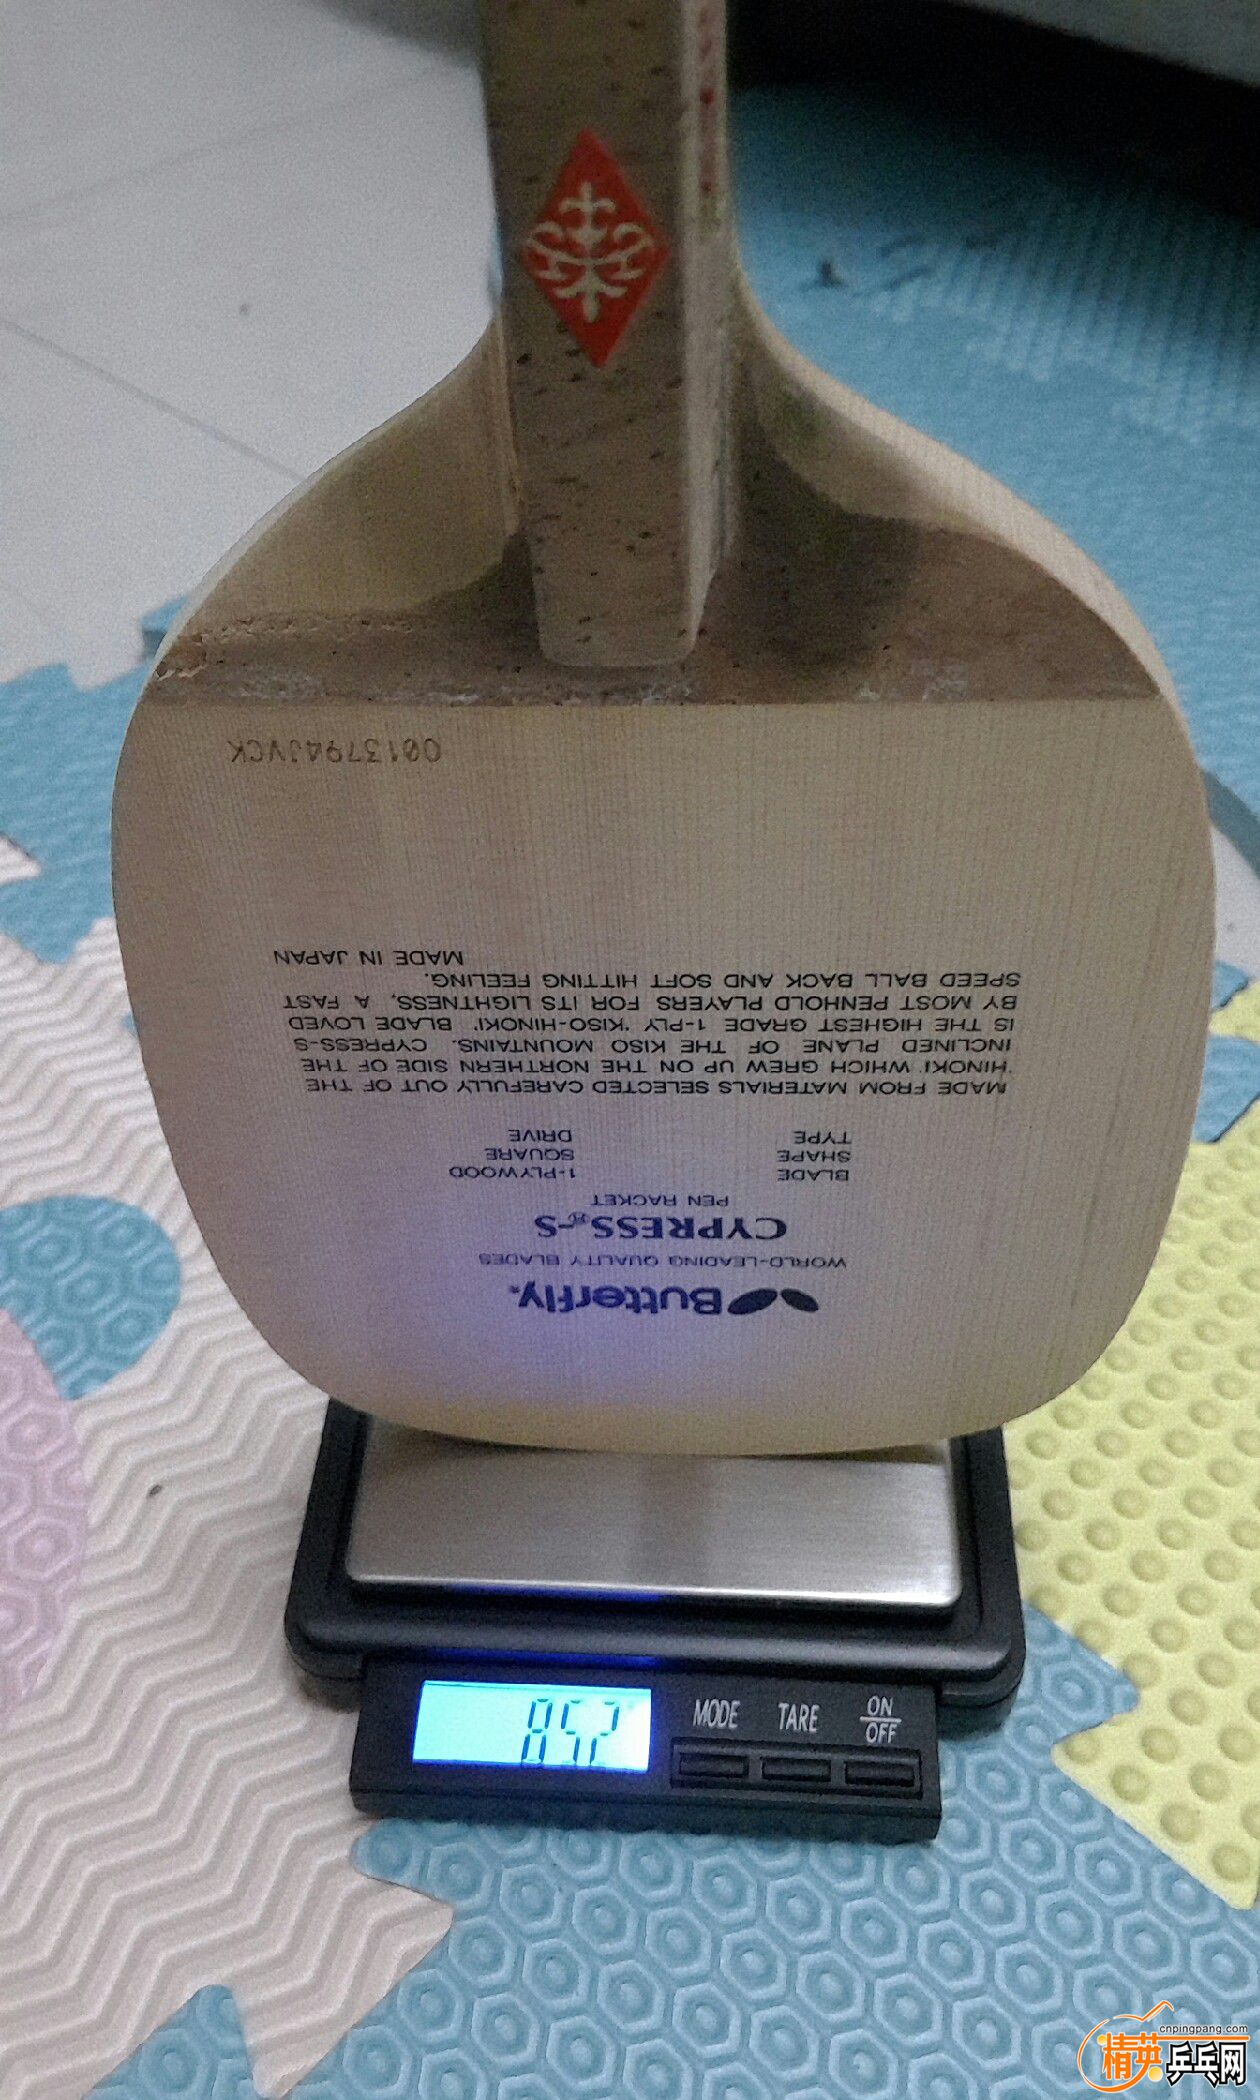 Butterfly
WORLD-LEADING QUALITY BLADES
CYPRESS-S
PEN RACKET
BLADE 1-PLYWOOD
SHAPE SQUARE
TYPE DRIVE
MADE FROM MATERIALS SELECTED CAREFULLY OUT OF THE
'HINOKI' WHICH GREW UP ON THE NORTHERN SIDE OF THE
INCLINED PLANE OF THE KISO MOUNTAINS. CYPRESS-S
IS THE HIGHEST GRADE 1-PLY 'KISO-HINOKI' BLADE LOVED
BY MOST PENHOLD PLAYERS FOR ITS LIGHTNESS, A FAST
SPEED BALL BACK AND SOFT HITTING FEELING.
MADE IN JAPAN
0013794JVCK
852
MODE TARE ON
OFF
cnpingpang.com
精英乒乓网